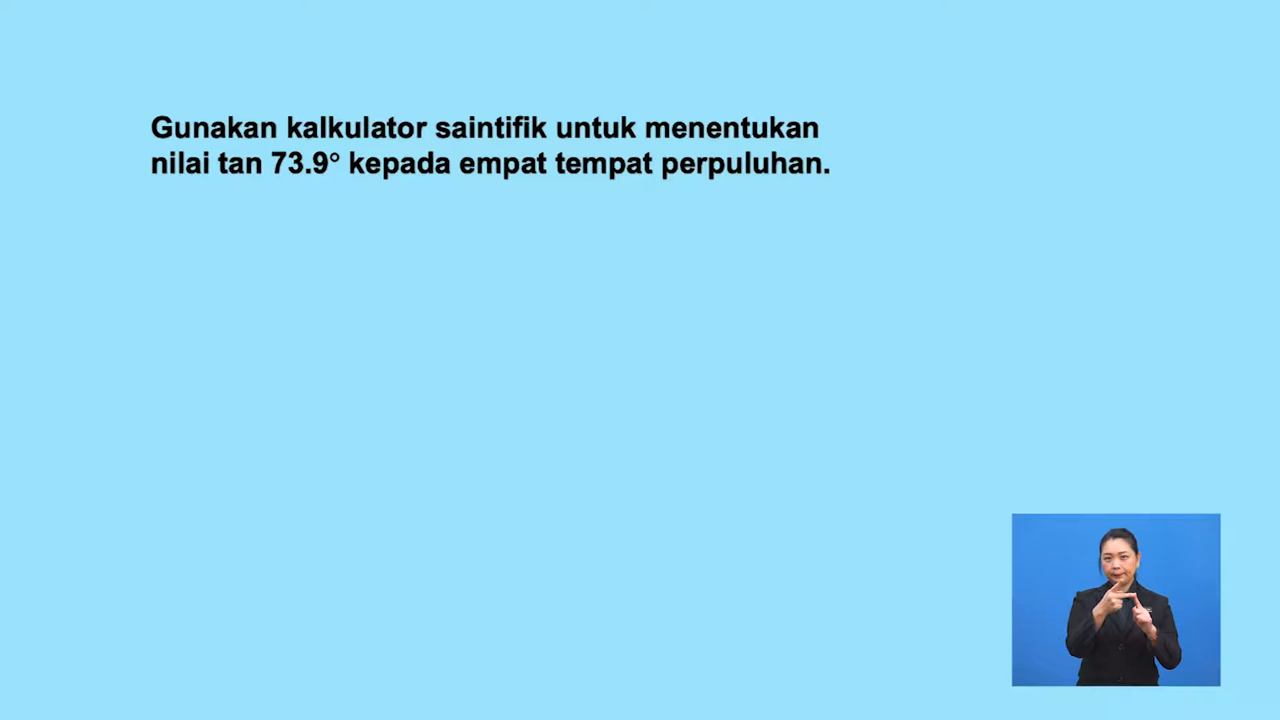 Gunakan kalkulator saintifik untuk menentukan
nilai tan 73.9° kepada empat tempat perpuluhan.